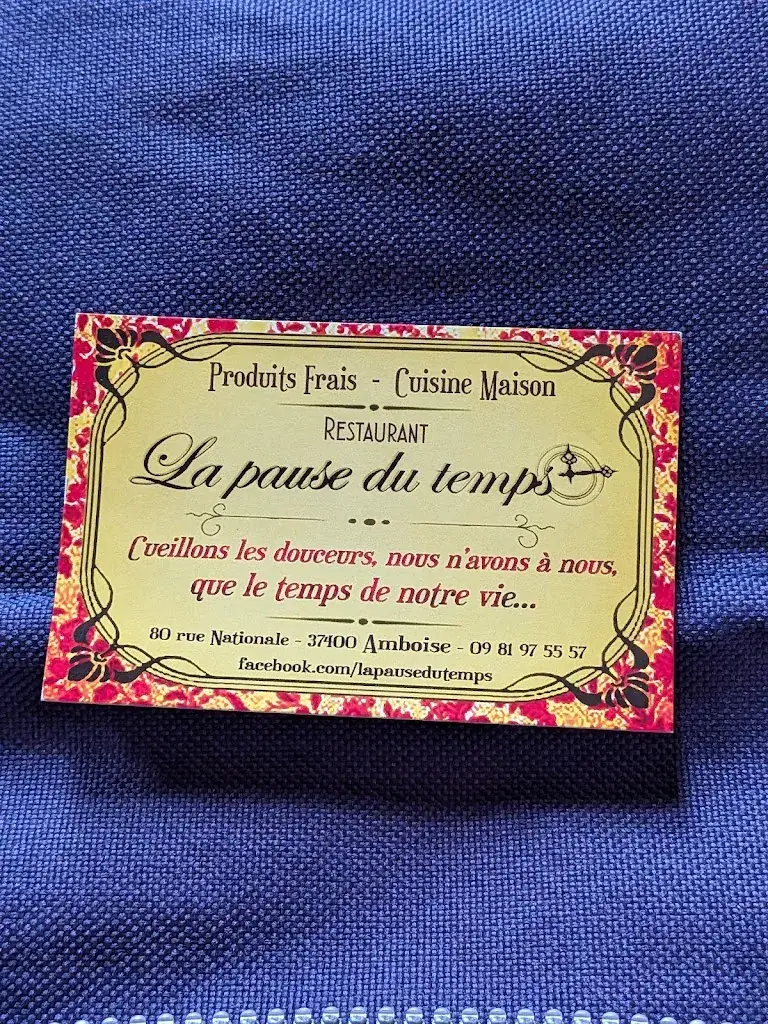 Produits Frais - Cuisine Maison
Restaurant
La pause du temps
Cueillons les douceurs, nous n'avons à nous,
que le temps de notre vie...
80 rue Nationale - 37400 Amboise - 09 81 97 55 57
facebook.com/lapausedutemps